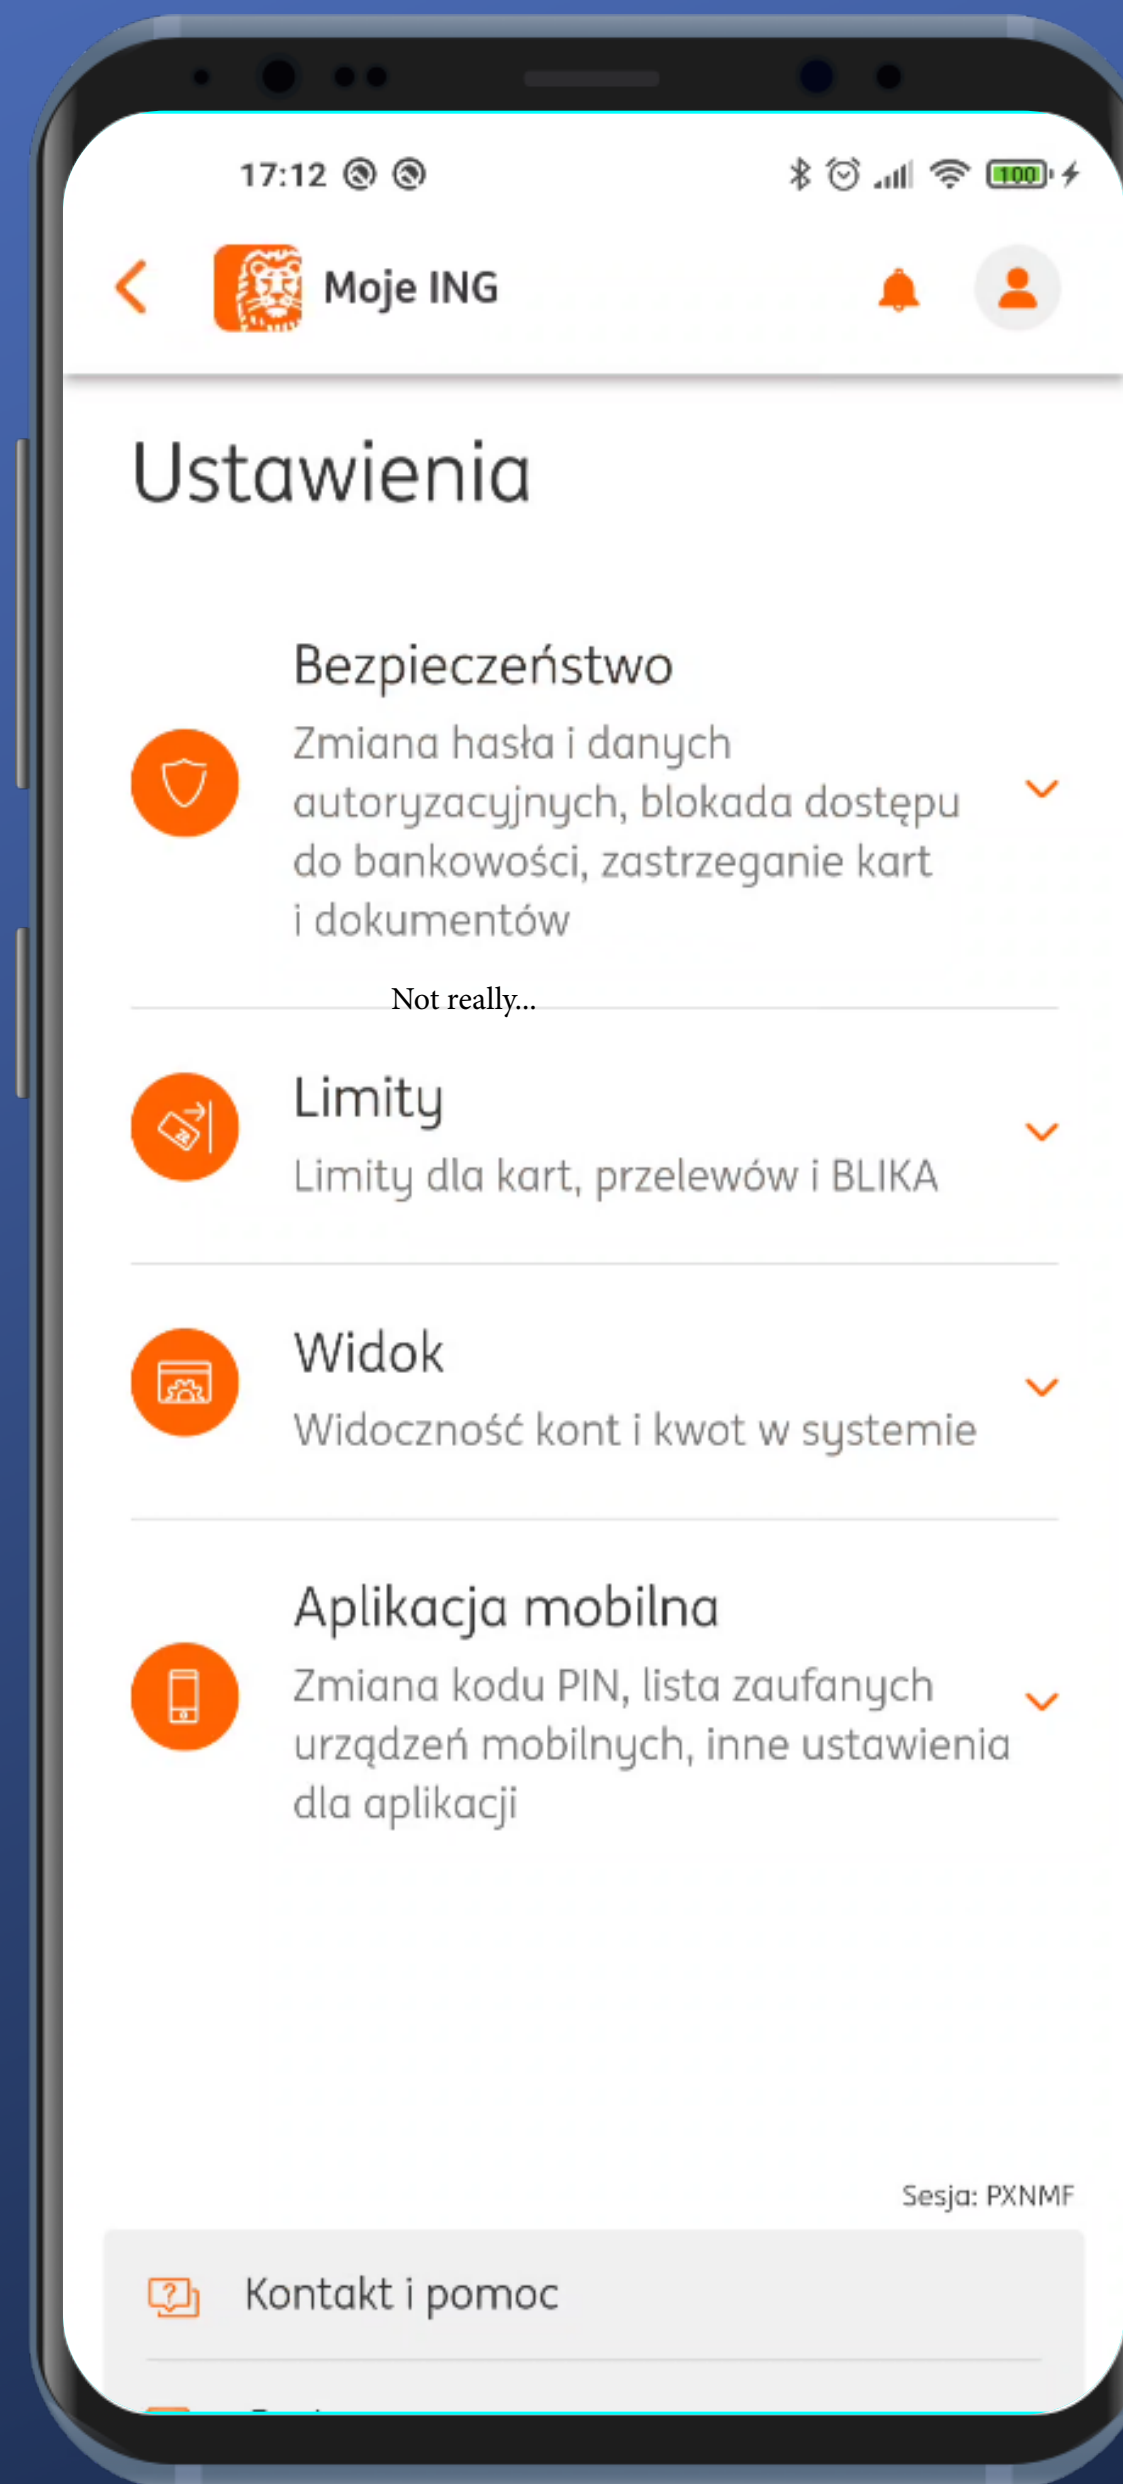 17:12
100
Moje ING
Ustawienia
Bezpieczeństwo
Zmiana hasła i danych
autoryzacyjnych, blokada dostępu
do bankowości, zastrzeganie kart
i dokumentów
Not really...
Limity
Limity dla kart, przelewów i BLIKA
Widok
Widoczność kont i kwot w systemie
Aplikacja mobilna
Zmiana kodu PIN, lista zaufanych
urządzeń mobilnych, inne ustawienia
dla aplikacji
Sesja: PXNMF
Kontakt i pomoc